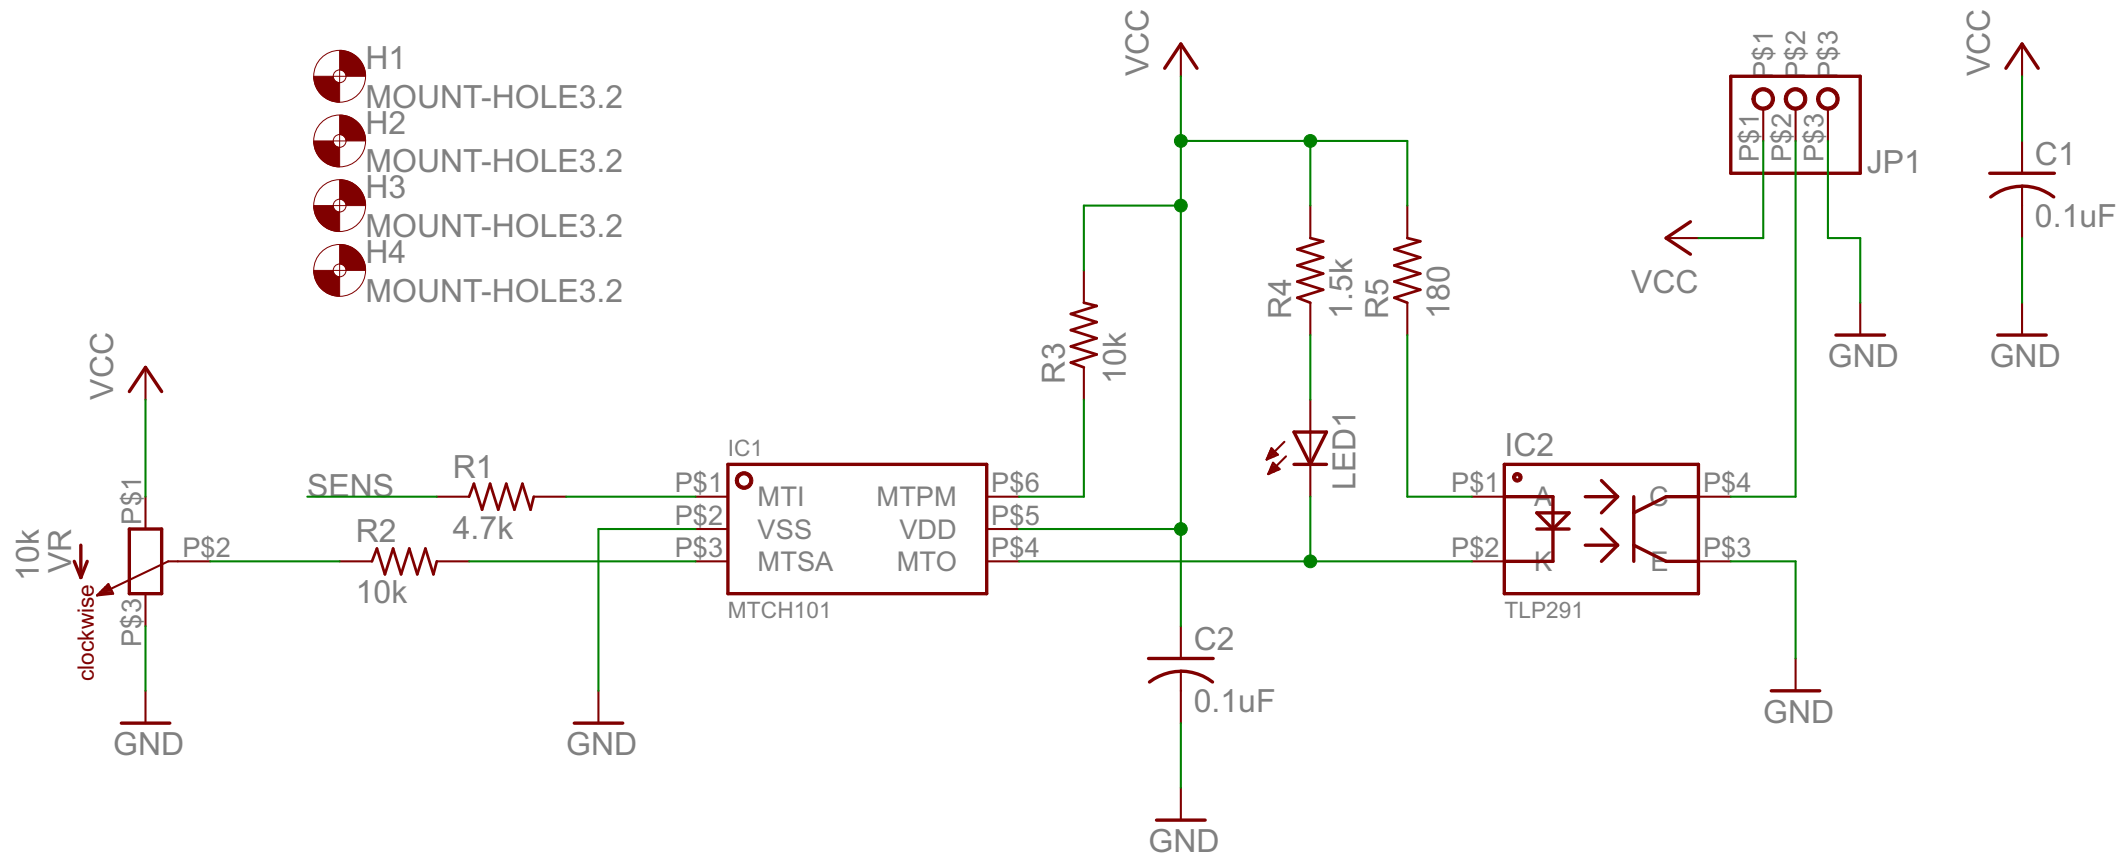 H1
MOUNT-HOLE3.2
H2
MOUNT-HOLE3.2
H3
MOUNT-HOLE3.2
H4
MOUNT-HOLE3.2
VCC
P$1
P$2
P$3
P$1
P$2
P$3
JP1
VCC
VCC
C1
0.1uF
GND
GND
R4
1.5k
R5
180
R3
10k
VCC
10k
VR
clockwise
P$1
P$2
P$3
GND
SENS
R1
4.7k
R2
10k
GND
IC1
P$1
P$2
P$3
MTI
VSS
MTSA
MTPM
VDD
MTO
P$6
P$5
P$4
MTCH101
LED1
C2
0.1uF
GND
IC2
P$1
P$2
A
K
C
E
P$4
P$3
TLP291
GND